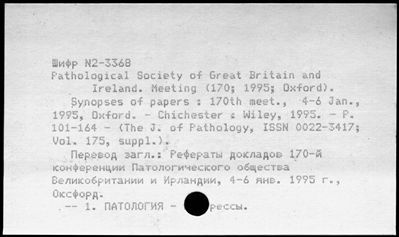 Шифр N2-3368
Pathological Society of Great Britain and
Ireland. Meeting (170; 1995; Oxford).
Synopses of papers : 170th meet., 4-6 Jan.,
1995, Oxford. - Chichester : Wiley, 1995. - P.
101-164 - (The J. of Pathology, ISSN 0022-3417;
Vol. 175, suppl.).
Перевод загл.: Рефераты докладов 170-й
конференции Патологического общества
Великобритании и Ирландии, 4-6 янв. 1995 г.,
Оксфорд.
-- 1. ПАТОЛОГИЯ - рессы.